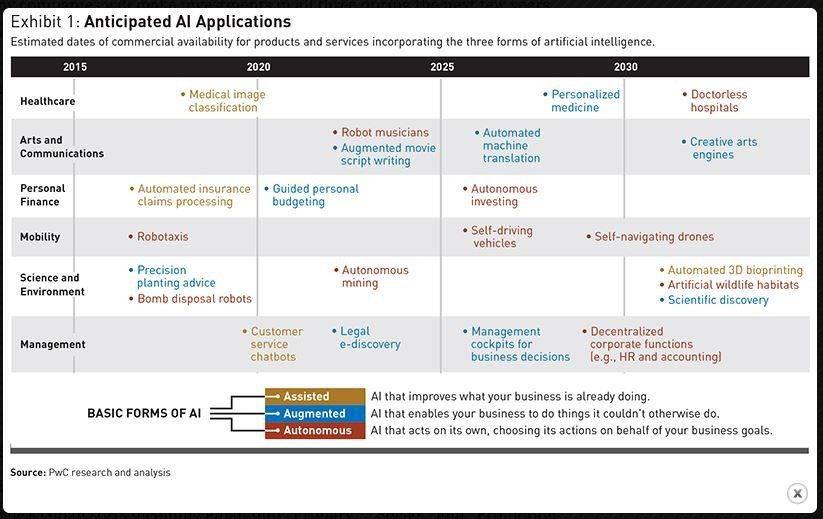 Exhibit 1: Anticipated AI Applications
Estimated dates of commercial availability for products and services incorporating the three forms of artificial intelligence.
2015 2020 2025 2030
Healthcare
• Medical image
classification
• Personalized
medicine
• Doctorless
hospitals
Arts and
Communications
• Robot musicians
• Augmented movie
script writing
• Automated
machine
translation
• Creative arts
engines
Personal
Finance
• Automated insurance
claims processing
• Guided personal
budgeting
• Autonomous
investing
Mobility
• Robotaxis
• Self-driving
vehicles
• Self-navigating drones
Science and
Environment
• Precision
planting advice
• Bomb disposal robots
• Autonomous
mining
• Automated 3D bioprinting
• Artificial wildlife habitats
• Scientific discovery
Management
• Customer
service
chatbots
• Legal
e-discovery
• Management
cockpits for
business decisions
• Decentralized
corporate functions
(e.g., HR and accounting)
BASIC FORMS OF AI
Assisted AI that improves what your business is already doing.
Augmented AI that enables your business to do things it couldn't otherwise do.
Autonomous AI that acts on its own, choosing its actions on behalf of your business goals.
Source: PwC research and analysis
X